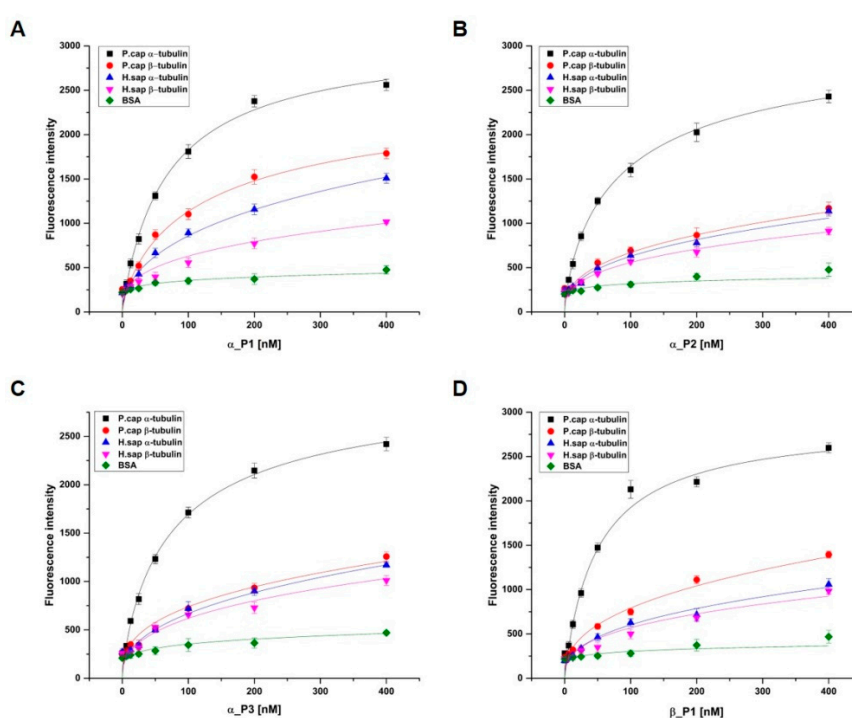 A
3000
2500
2000
1500
1000
500
0
Fluorescence intensity
P.cap α−tubulin
P.cap β−tubulin
H.sap α−tubulin
H.sap β−tubulin
BSA
0 100 200 300 400
α_P1 [nM]
B
3000
2500
2000
1500
1000
500
0
Fluorescence intensity
P.cap α-tubulin
P.cap β-tubulin
H.sap α-tubulin
H.sap β-tubulin
BSA
0 100 200 300 400
α_P2 [nM]
C
2500
2000
1500
1000
500
0
Fluorescence intensity
P.cap α-tubulin
P.cap β-tubulin
H.sap α-tubulin
H.sap β-tubulin
BSA
0 100 200 300 400
α_P3 [nM]
D
3000
2500
2000
1500
1000
500
0
Fluorescence intensity
P.cap α-tubulin
P.cap β-tubulin
H.sap α-tubulin
H.sap β-tubulin
BSA
0 100 200 300 400
β_P1 [nM]